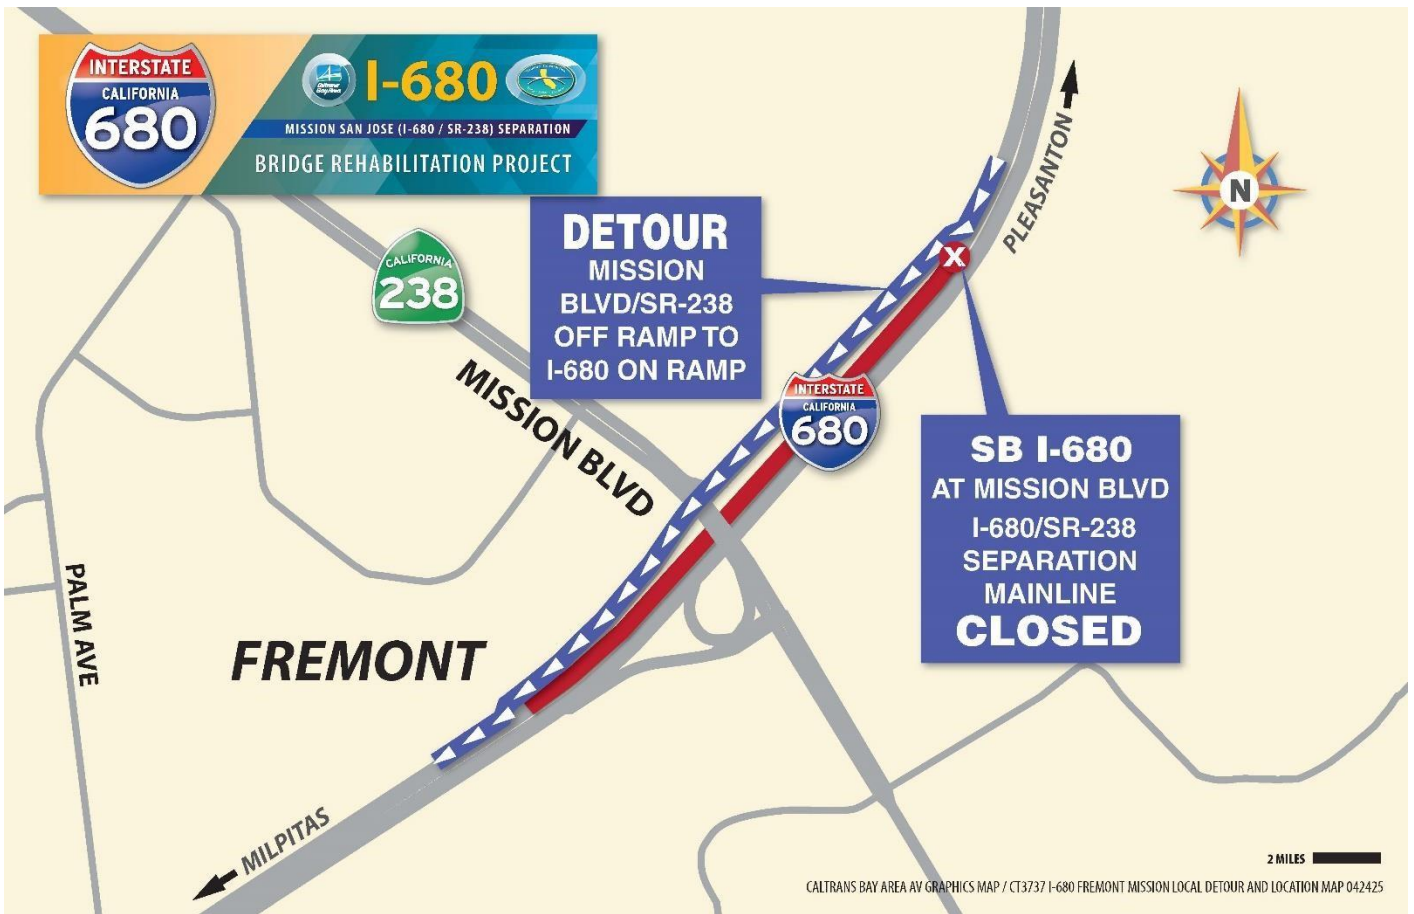 INTERSTATE
CALIFORNIA
680
I-680
MISSION SAN JOSE (I-680 / SR-238) SEPARATION
BRIDGE REHABILITATION PROJECT
PLEASANTON
N
CALIFORNIA
238
DETOUR
MISSION
BLVD/SR-238
OFF RAMP TO
I-680 ON RAMP
X
MISSION BLVD
INTERSTATE
CALIFORNIA
680
SB I-680
AT MISSION BLVD
I-680/SR-238
SEPARATION
MAINLINE
CLOSED
PALM AVE
FREMONT
MILPITAS
2 MILES
CALTRANS BAY AREA AV GRAPHICS MAP / CT3737 I-680 FREMONT MISSION LOCAL DETOUR AND LOCATION MAP 042425